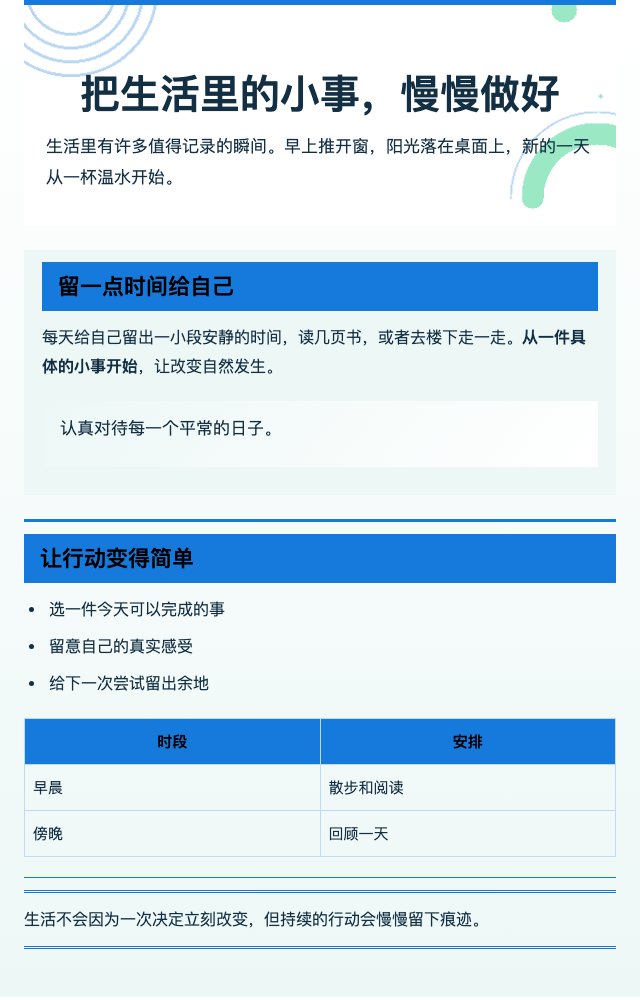 把生活里的小事，慢慢做好
生活里有许多值得记录的瞬间。早上推开窗，阳光落在桌面上，新的一天
从一杯温水开始。
留一点时间给自己
每天给自己留出一小段安静的时间，读几页书，或者去楼下走一走。从一件具
体的小事开始，让改变自然发生。
认真对待每一个平常的日子。
让行动变得简单
• 选一件今天可以完成的事
• 留意自己的真实感受
• 给下一次尝试留出余地
时段 安排
早晨 散步和阅读
傍晚 回顾一天
生活不会因为一次决定立刻改变，但持续的行动会慢慢留下痕迹。